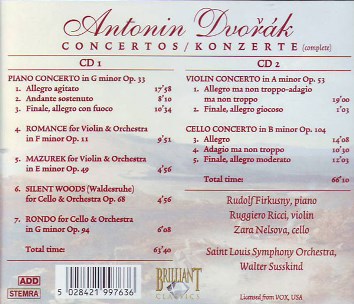 Antonin Dvořák
CONCERTOS/KONZERTE (complete)
CD 1
PIANO CONCERTO in G minor Op. 33
1. Allegro agitato 17'58
2. Andante sostenuto 8'10
3. Finale, allegro con fuoco 10'34
4. ROMANCE for Violin & Orchestra
in F minor Op. 11 9'51
5. MAZUREK for Violin & Orchestra
in E minor Op. 49 4'56
6. SILENT WOODS (Waldesruhe)
for Cello & Orchestra Op. 68 4'56
7. RONDO for Cello & Orchestra
in G minor Op. 94 6'08
Total time: 63'40
CD 2
VIOLIN CONCERTO in A minor Op. 53
1. Allegro ma non troppo-adagio
ma non troppo 19'00
2. Finale, allegro giocoso 1'03
CELLO CONCERTO in B minor Op. 104
3. Allegro 14'08
4. Adagio ma non troppo 10'30
5. Finale, allegro moderato 12'03
Total time: 66'10
Rudolf Firkusny, piano
Ruggiero Ricci, violin
Zara Nelsova, cello
Saint Louis Symphony Orchestra,
Walter Susskind
ADD
STEMRA
5 028421 997636
BRILLIANT
CLASSICS
Licensed from VOX, USA